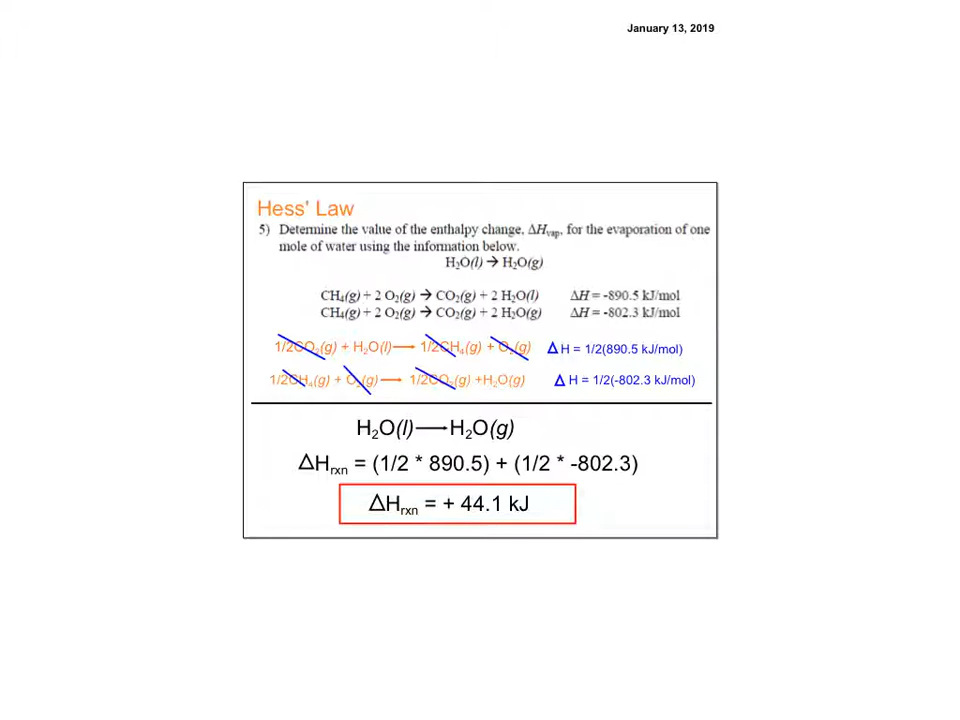 January 13, 2019
Hess' Law
5) Determine the value of the enthalpy change, ΔHvap, for the evaporation of one
mole of water using the information below.
H₂O(l) → H₂O(g)
CH₄(g) + 2 O₂(g) → CO₂(g) + 2 H₂O(l) ΔH = -890.5 kJ/mol
CH₄(g) + 2 O₂(g) → CO₂(g) + 2 H₂O(g) ΔH = -802.3 kJ/mol
1/2CO₂(g) + H₂O(l) ⟶ 1/2CH₄(g) + O₂(g) Δ H = 1/2(890.5 kJ/mol)
1/2CH₄(g) + O₂(g) ⟶ 1/2CO₂(g) +H₂O(g) Δ H = 1/2(-802.3 kJ/mol)
H₂O(l) ⟶ H₂O(g)
ΔHrxn = (1/2 * 890.5) + (1/2 * -802.3)
ΔHrxn = + 44.1 kJ